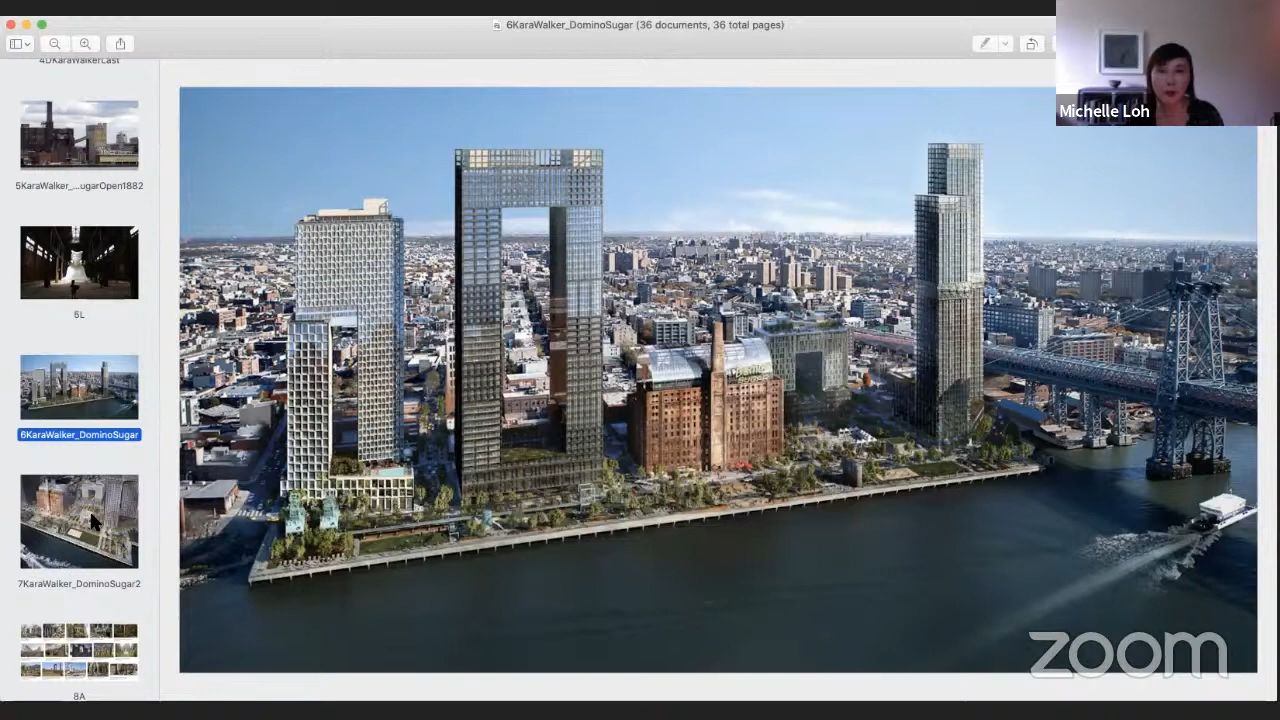 6KaraWalker_DominoSugar (36 documents, 36 total pages)
Michelle Loh
4DKaraWalkerLast
5KaraWalker_...ugarOpen1882
5L
6KaraWalker_DominoSugar
7KaraWalker_DominoSugar2
8A
zoom